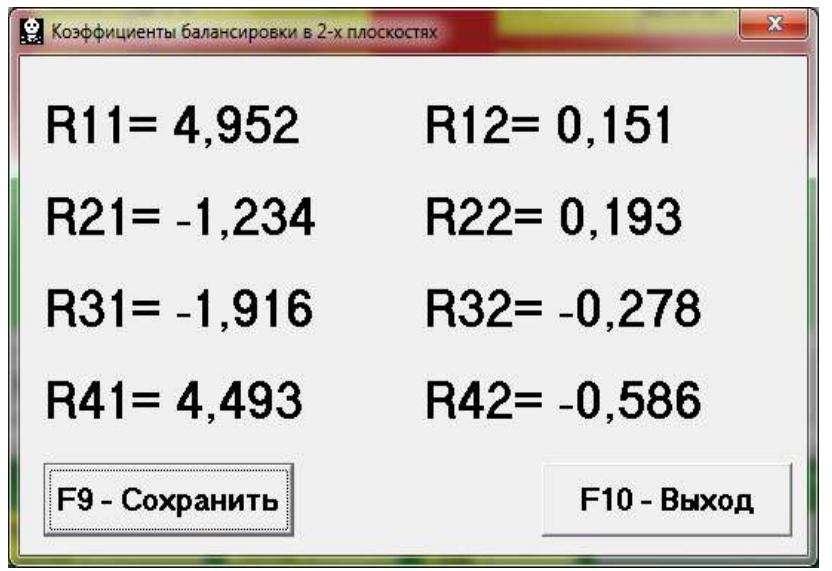 Коэффициенты балансировки в 2-х плоскостях
R11= 4,952 R12= 0,151
R21= -1,234 R22= 0,193
R31= -1,916 R32= -0,278
R41= 4,493 R42= -0,586
F9 - Сохранить F10 - Выход